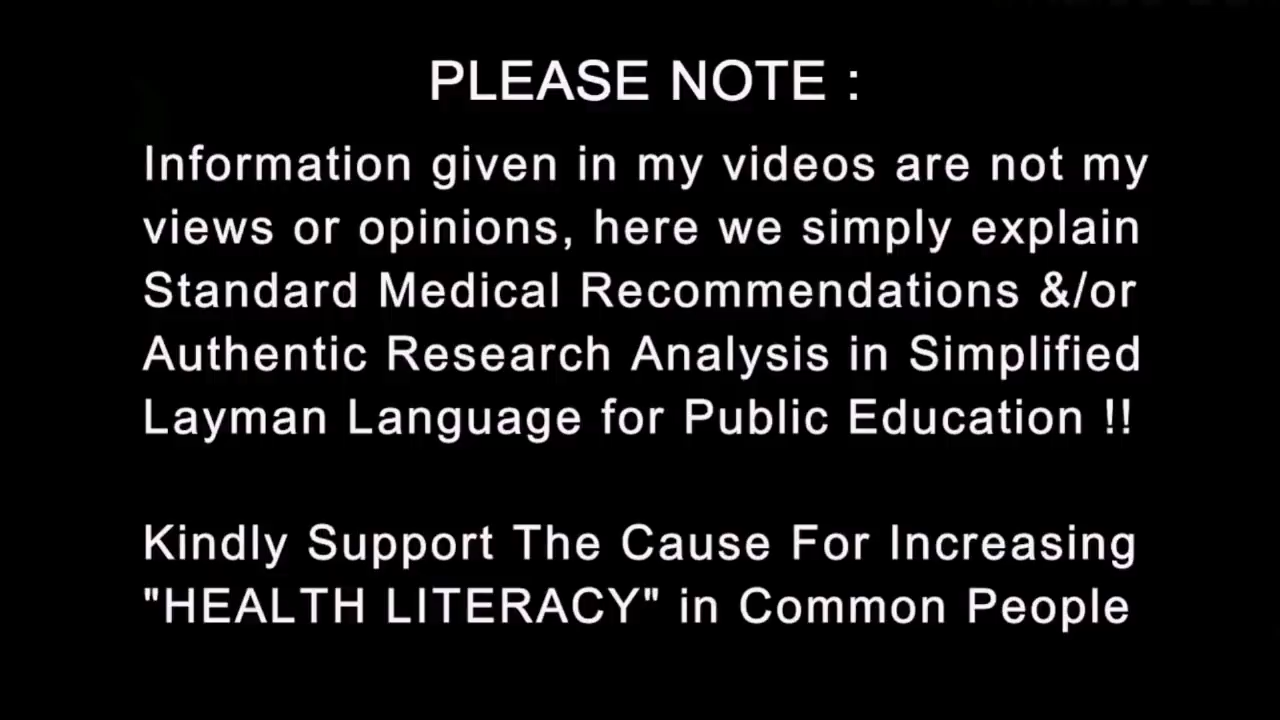 PLEASE NOTE :
Information given in my videos are not my
views or opinions, here we simply explain
Standard Medical Recommendations &/or
Authentic Research Analysis in Simplified
Layman Language for Public Education !!
Kindly Support The Cause For Increasing
"HEALTH LITERACY" in Common People